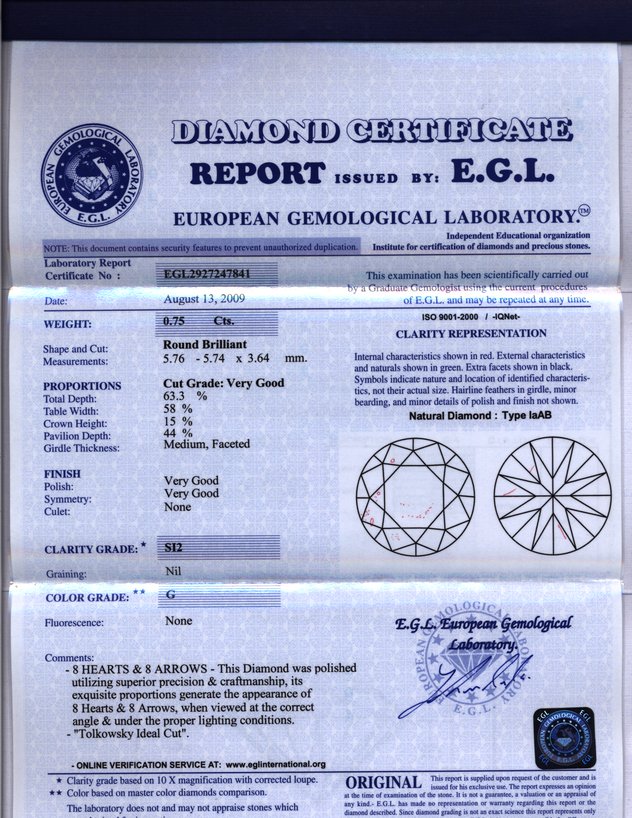 DIAMOND CERTIFICATE
REPORT ISSUED BY: E.G.L.
EUROPEAN GEMOLOGICAL LABORATORY.™
EUROPEAN GEMOLOGICAL LABORATORY
E.G.L.
Independent Educational organization
Institute for certification of diamonds and precious stones.
NOTE: This document contains security features to prevent unauthorized duplication.
Laboratory Report
Certificate No : EGL2927247841
Date: August 13, 2009
WEIGHT: 0.75 Cts.
Shape and Cut: Round Brilliant
Measurements: 5.76 - 5.74 x 3.64 mm.
PROPORTIONS Cut Grade: Very Good
Total Depth: 63.3 %
Table Width: 58 %
Crown Height: 15 %
Pavilion Depth: 44 %
Girdle Thickness: Medium, Faceted
FINISH
Polish: Very Good
Symmetry: Very Good
Culet: None
CLARITY GRADE: * SI2
Graining: Nil
COLOR GRADE: ** G
Fluorescence: None
Comments:
- 8 HEARTS & 8 ARROWS - This Diamond was polished
utilizing superior precision & craftmanship, its
exquisite proportions generate the appearance of
8 Hearts & 8 Arrows, when viewed at the correct
angle & under the proper lighting conditions.
- "Tolkowsky Ideal Cut".
- ONLINE VERIFICATION SERVICE AT: www.eglinternational.org
* Clarity grade based on 10 X magnification with corrected loupe.
** Color based on master color diamonds comparison.
The laboratory does not and may not appraise stones which
This examination has been scientifically carried out
by a Graduate Gemologist using the current procedures
of E.G.L. and may be repeated at any time.
ISO 9001-2000 / -IQNet-
CLARITY REPRESENTATION
Internal characteristics shown in red. External characteristics
and naturals shown in green. Extra facets shown in black.
Symbols indicate nature and location of identified characteris-
tics, not their actual size. Hairline feathers in girdle, minor
bearding, and minor details of polish and finish not shown.
Natural Diamond : Type IaAB
E.G.L. European Gemological
Laboratory.
ORIGINAL This report is supplied upon request of the customer and is
issued for his exclusive use. The report expresses an opinion
at the time of examination of the stone. It is not a guarantee, a valuation or an appraisal of
any kind.- E.G.L. has made no representation or warranty regarding this report or the
diamond described. Since diamond grading is not an exact science this report represents only